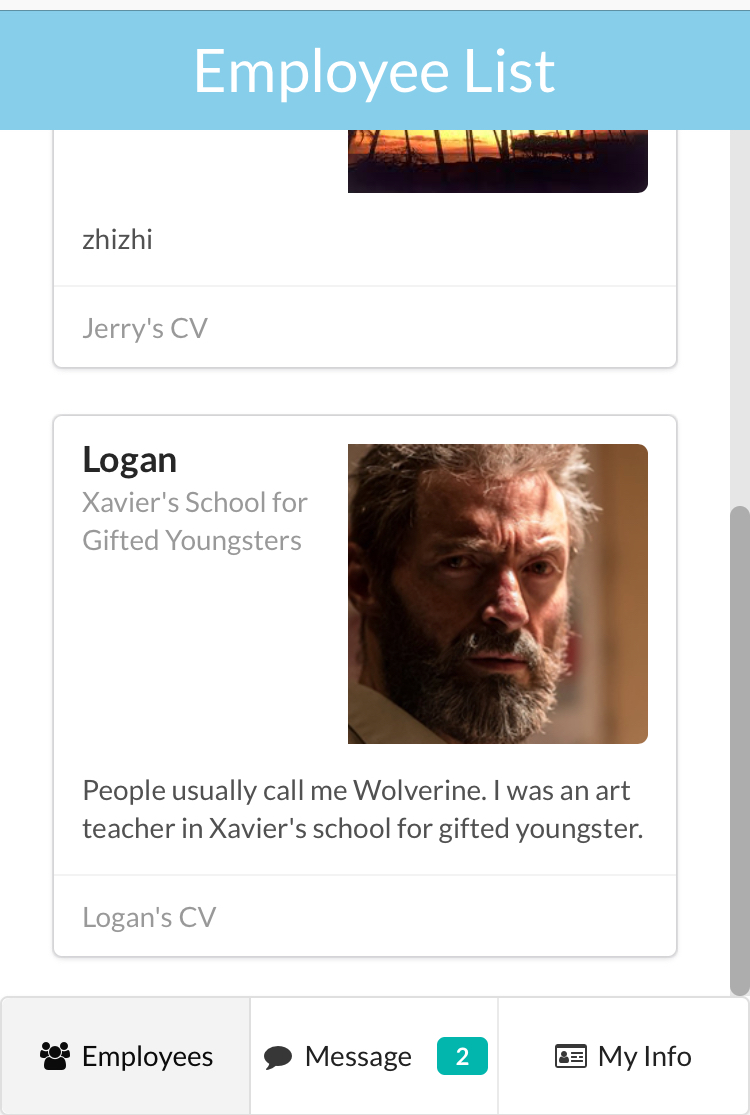 Employee List
zhizhi
Jerry's CV
Logan
Xavier's School for
Gifted Youngsters
People usually call me Wolverine. I was an art
teacher in Xavier's school for gifted youngster.
Logan's CV
Employees
Message 2
My Info